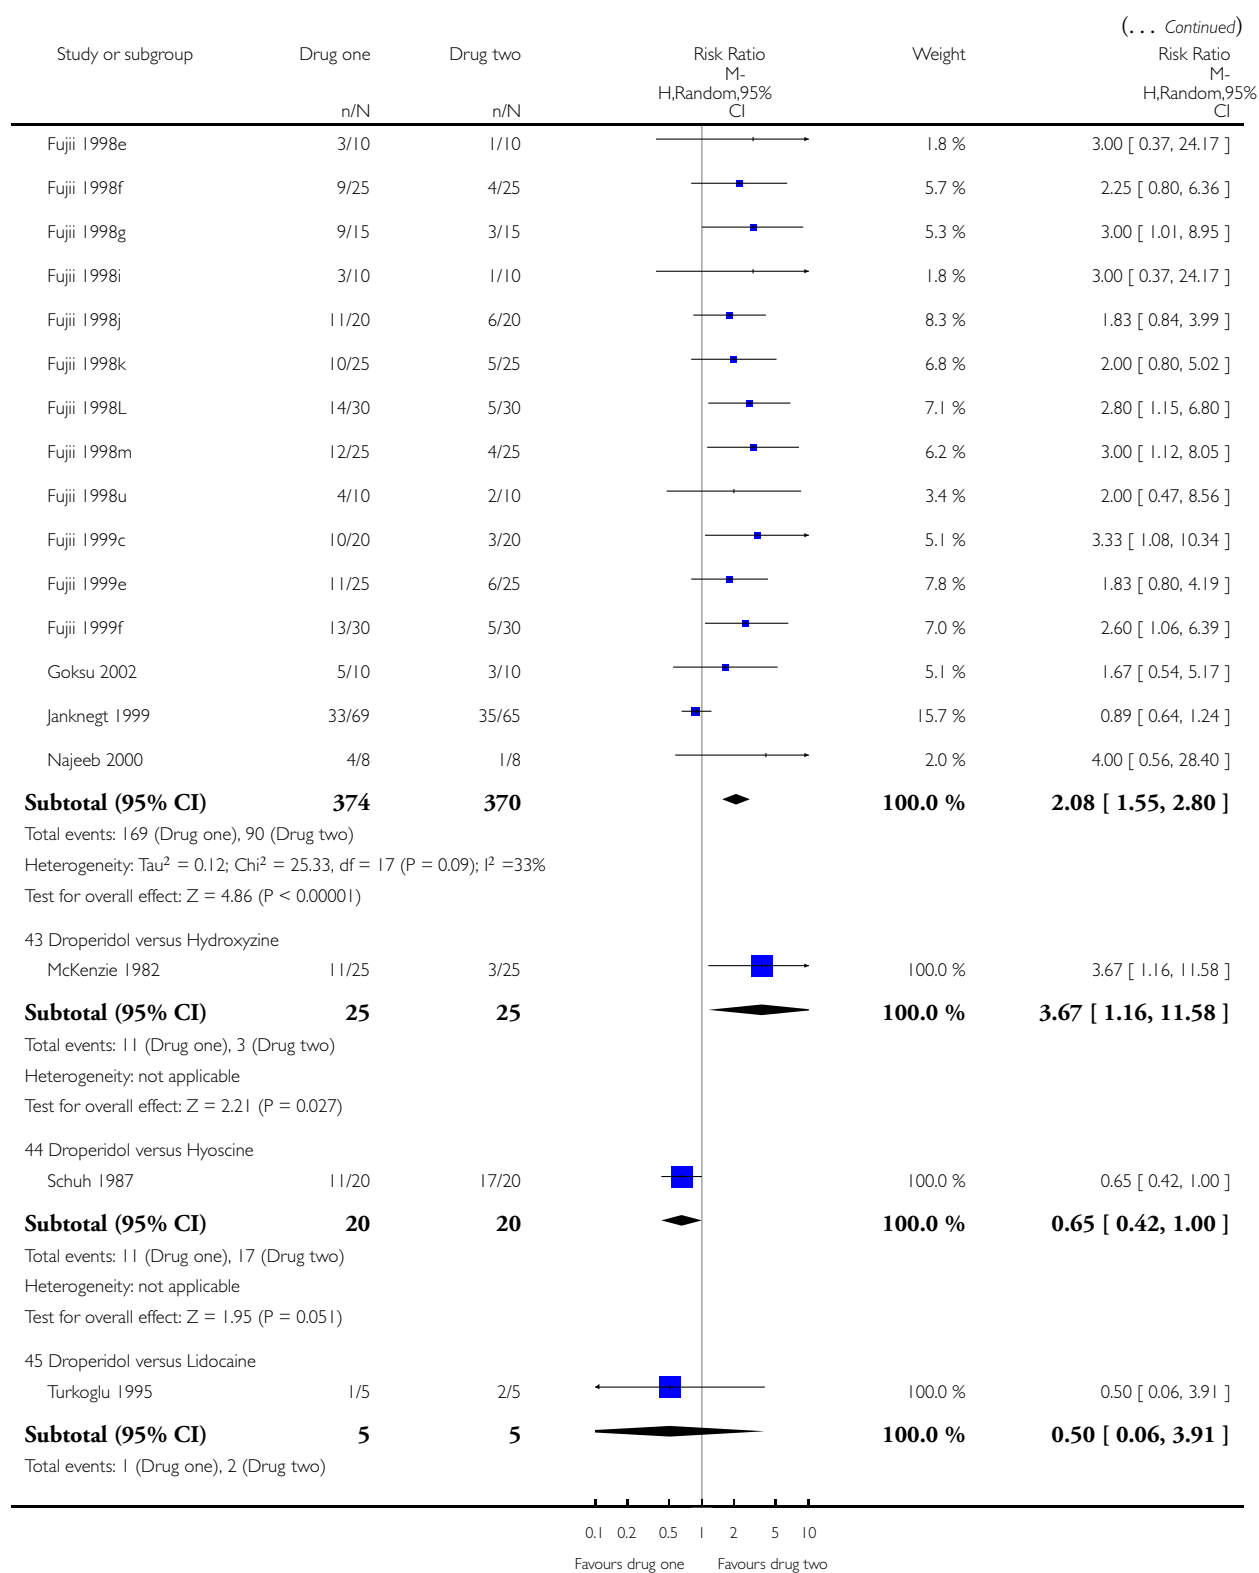 (... Continued)
Study or subgroup Drug one Drug two Risk Ratio Weight Risk Ratio
M- M-
H,Random,95% H,Random,95%
n/N n/N CI CI
Fujii 1998e 3/10 1/10 1.8 % 3.00 [ 0.37, 24.17 ]
Fujii 1998f 9/25 4/25 5.7 % 2.25 [ 0.80, 6.36 ]
Fujii 1998g 9/15 3/15 5.3 % 3.00 [ 1.01, 8.95 ]
Fujii 1998i 3/10 1/10 1.8 % 3.00 [ 0.37, 24.17 ]
Fujii 1998j 11/20 6/20 8.3 % 1.83 [ 0.84, 3.99 ]
Fujii 1998k 10/25 5/25 6.8 % 2.00 [ 0.80, 5.02 ]
Fujii 1998L 14/30 5/30 7.1 % 2.80 [ 1.15, 6.80 ]
Fujii 1998m 12/25 4/25 6.2 % 3.00 [ 1.12, 8.05 ]
Fujii 1998u 4/10 2/10 3.4 % 2.00 [ 0.47, 8.56 ]
Fujii 1999c 10/20 3/20 5.1 % 3.33 [ 1.08, 10.34 ]
Fujii 1999e 11/25 6/25 7.8 % 1.83 [ 0.80, 4.19 ]
Fujii 1999f 13/30 5/30 7.0 % 2.60 [ 1.06, 6.39 ]
Goksu 2002 5/10 3/10 5.1 % 1.67 [ 0.54, 5.17 ]
Janknegt 1999 33/69 35/65 15.7 % 0.89 [ 0.64, 1.24 ]
Najeeb 2000 4/8 1/8 2.0 % 4.00 [ 0.56, 28.40 ]
Subtotal (95% CI) 374 370 100.0 % 2.08 [ 1.55, 2.80 ]
Total events: 169 (Drug one), 90 (Drug two)
Heterogeneity: Tau² = 0.12; Chi² = 25.33, df = 17 (P = 0.09); I² =33%
Test for overall effect: Z = 4.86 (P < 0.00001)
43 Droperidol versus Hydroxyzine
McKenzie 1982 11/25 3/25 100.0 % 3.67 [ 1.16, 11.58 ]
Subtotal (95% CI) 25 25 100.0 % 3.67 [ 1.16, 11.58 ]
Total events: 11 (Drug one), 3 (Drug two)
Heterogeneity: not applicable
Test for overall effect: Z = 2.21 (P = 0.027)
44 Droperidol versus Hyoscine
Schuh 1987 11/20 17/20 100.0 % 0.65 [ 0.42, 1.00 ]
Subtotal (95% CI) 20 20 100.0 % 0.65 [ 0.42, 1.00 ]
Total events: 11 (Drug one), 17 (Drug two)
Heterogeneity: not applicable
Test for overall effect: Z = 1.95 (P = 0.051)
45 Droperidol versus Lidocaine
Turkoglu 1995 1/5 2/5 100.0 % 0.50 [ 0.06, 3.91 ]
Subtotal (95% CI) 5 5 100.0 % 0.50 [ 0.06, 3.91 ]
Total events: 1 (Drug one), 2 (Drug two)
0.1 0.2 0.5 1 2 5 10
Favours drug one Favours drug two